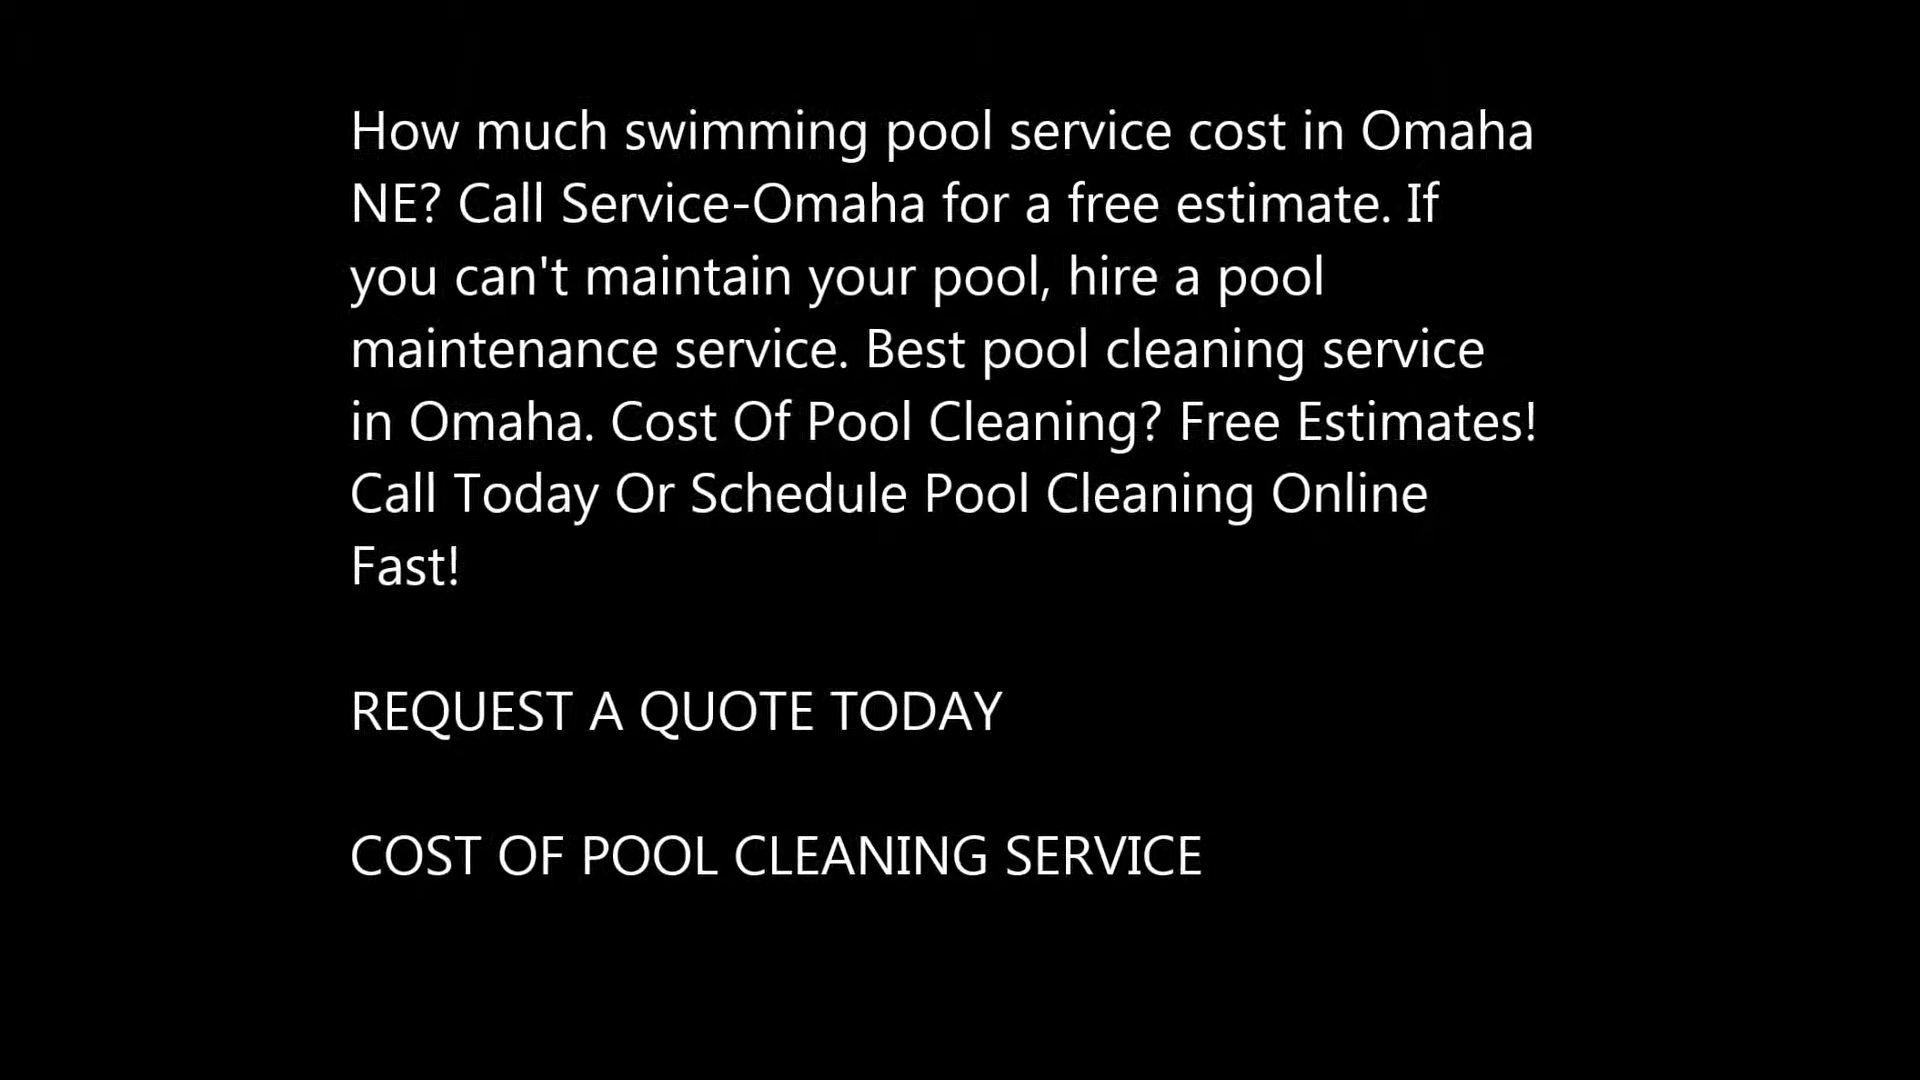 How much swimming pool service cost in Omaha
NE? Call Service-Omaha for a free estimate. If
you can't maintain your pool, hire a pool
maintenance service. Best pool cleaning service
in Omaha. Cost Of Pool Cleaning? Free Estimates!
Call Today Or Schedule Pool Cleaning Online
Fast!
REQUEST A QUOTE TODAY
COST OF POOL CLEANING SERVICE